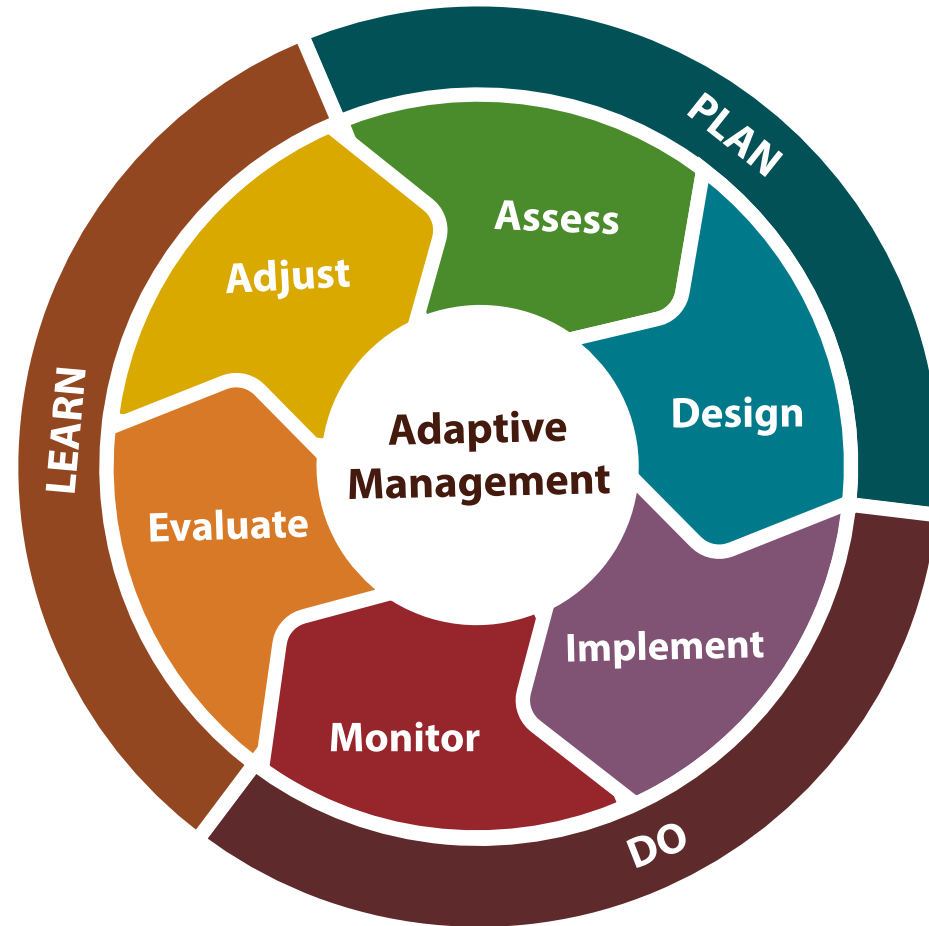 PLAN
Assess
Adjust
Design
LEARN
Adaptive
Management
Evaluate
Implement
Monitor
DO